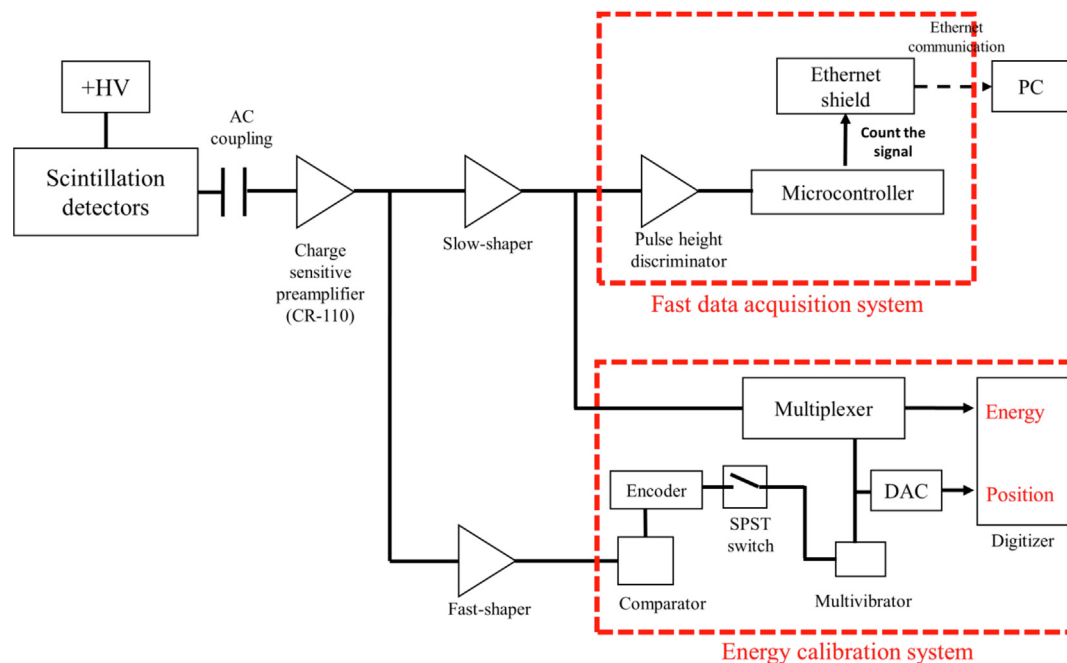 +HV
Scintillation
detectors
AC
coupling
Charge
sensitive
preamplifier
(CR-110)
Slow-shaper
Pulse height
discriminator
Microcontroller
Count the
signal
Ethernet
shield
Ethernet
communication
PC
Fast data acquisition system
Multiplexer
Energy
Encoder
SPST
switch
DAC
Position
Digitizer
Fast-shaper
Comparator
Multivibrator
Energy calibration system